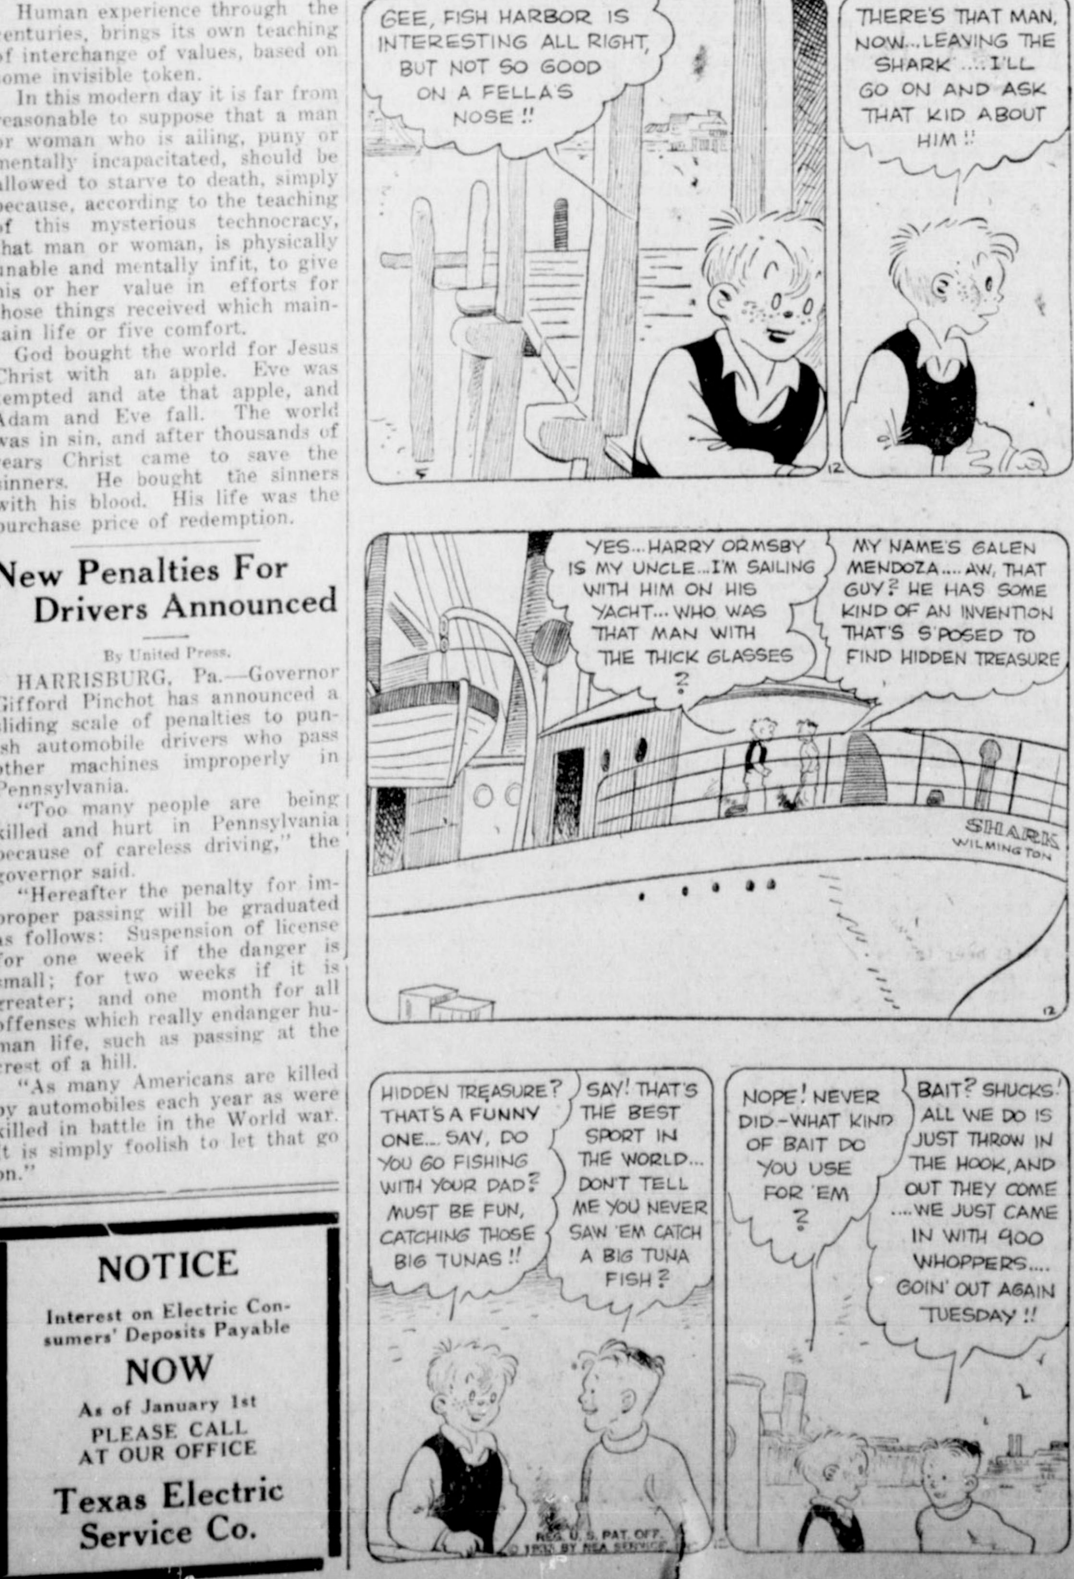 Human experience through the
centuries, brings its own teaching
of interchange of values, based on
some invisible token.
In this modern day it is far from
reasonable to suppose that a man
or woman who is ailing, puny or
mentally incapacitated, should be
allowed to starve to death, simply
because, according to the teaching
of this mysterious technocracy,
that man or woman, is physically
unable and mentally infit, to give
his or her value in efforts for
those things received which main-
tain life or five comfort.
God bought the world for Jesus
Christ with an apple. Eve was
tempted and ate that apple, and
Adam and Eve fall. The world
was in sin, and after thousands of
years Christ came to save the
sinners. He bought the sinners
with his blood. His life was the
purchase price of redemption.
New Penalties For
Drivers Announced
By United Press.
HARRISBURG, Pa.—Governor
Gifford Pinchot has announced a
sliding scale of penalties to pun-
ish automobile drivers who pass
other machines improperly in
Pennsylvania.
"Too many people are being
killed and hurt in Pennsylvania
because of careless driving," the
governor said.
"Hereafter the penalty for im-
proper passing will be graduated
as follows: Suspension of license
for one week if the danger is
small; for two weeks if it is
greater; and one month for all
offenses which really endanger hu-
man life, such as passing at the
crest of a hill.
"As many Americans are killed
by automobiles each year as were
killed in battle in the World war.
It is simply foolish to let that go
on."
NOTICE
Interest on Electric Con-
sumers' Deposits Payable
NOW
As of January 1st
PLEASE CALL
AT OUR OFFICE
Texas Electric
Service Co.
GEE, FISH HARBOR IS
INTERESTING ALL RIGHT,
BUT NOT SO GOOD
ON A FELLA'S
NOSE!!
12
THERE'S THAT MAN,
NOW...LEAVING THE
SHARK....I'LL
GO ON AND ASK
THAT KID ABOUT
HIM!!
YES...HARRY ORMSBY
IS MY UNCLE...I'M SAILING
WITH HIM ON HIS
YACHT...WHO WAS
THAT MAN WITH
THE THICK GLASSES
?
MY NAME'S GALEN
MENDOZA....AW, THAT
GUY? HE HAS SOME
KIND OF AN INVENTION
THAT'S S'POSED TO
FIND HIDDEN TREASURE
SHARK
WILMINGTON
12
HIDDEN TREASURE?
THAT'S A FUNNY
ONE....SAY, DO
YOU GO FISHING
WITH YOUR DAD?
MUST BE FUN,
CATCHING THOSE
BIG TUNAS!!
SAY! THAT'S
THE BEST
SPORT IN
THE WORLD...
DON'T TELL
ME YOU NEVER
SAW 'EM CATCH
A BIG TUNA
FISH?
REG. U. S. PAT. OFF.
© 1933 BY NEA SERVICE, INC.
NOPE! NEVER
DID-WHAT KIND
OF BAIT DO
YOU USE
FOR 'EM
?
BAIT? SHUCKS!
ALL WE DO IS
JUST THROW IN
THE HOOK, AND
OUT THEY COME
....WE JUST CAME
IN WITH 900
WHOPPERS....
GOIN' OUT AGAIN
TUESDAY!!